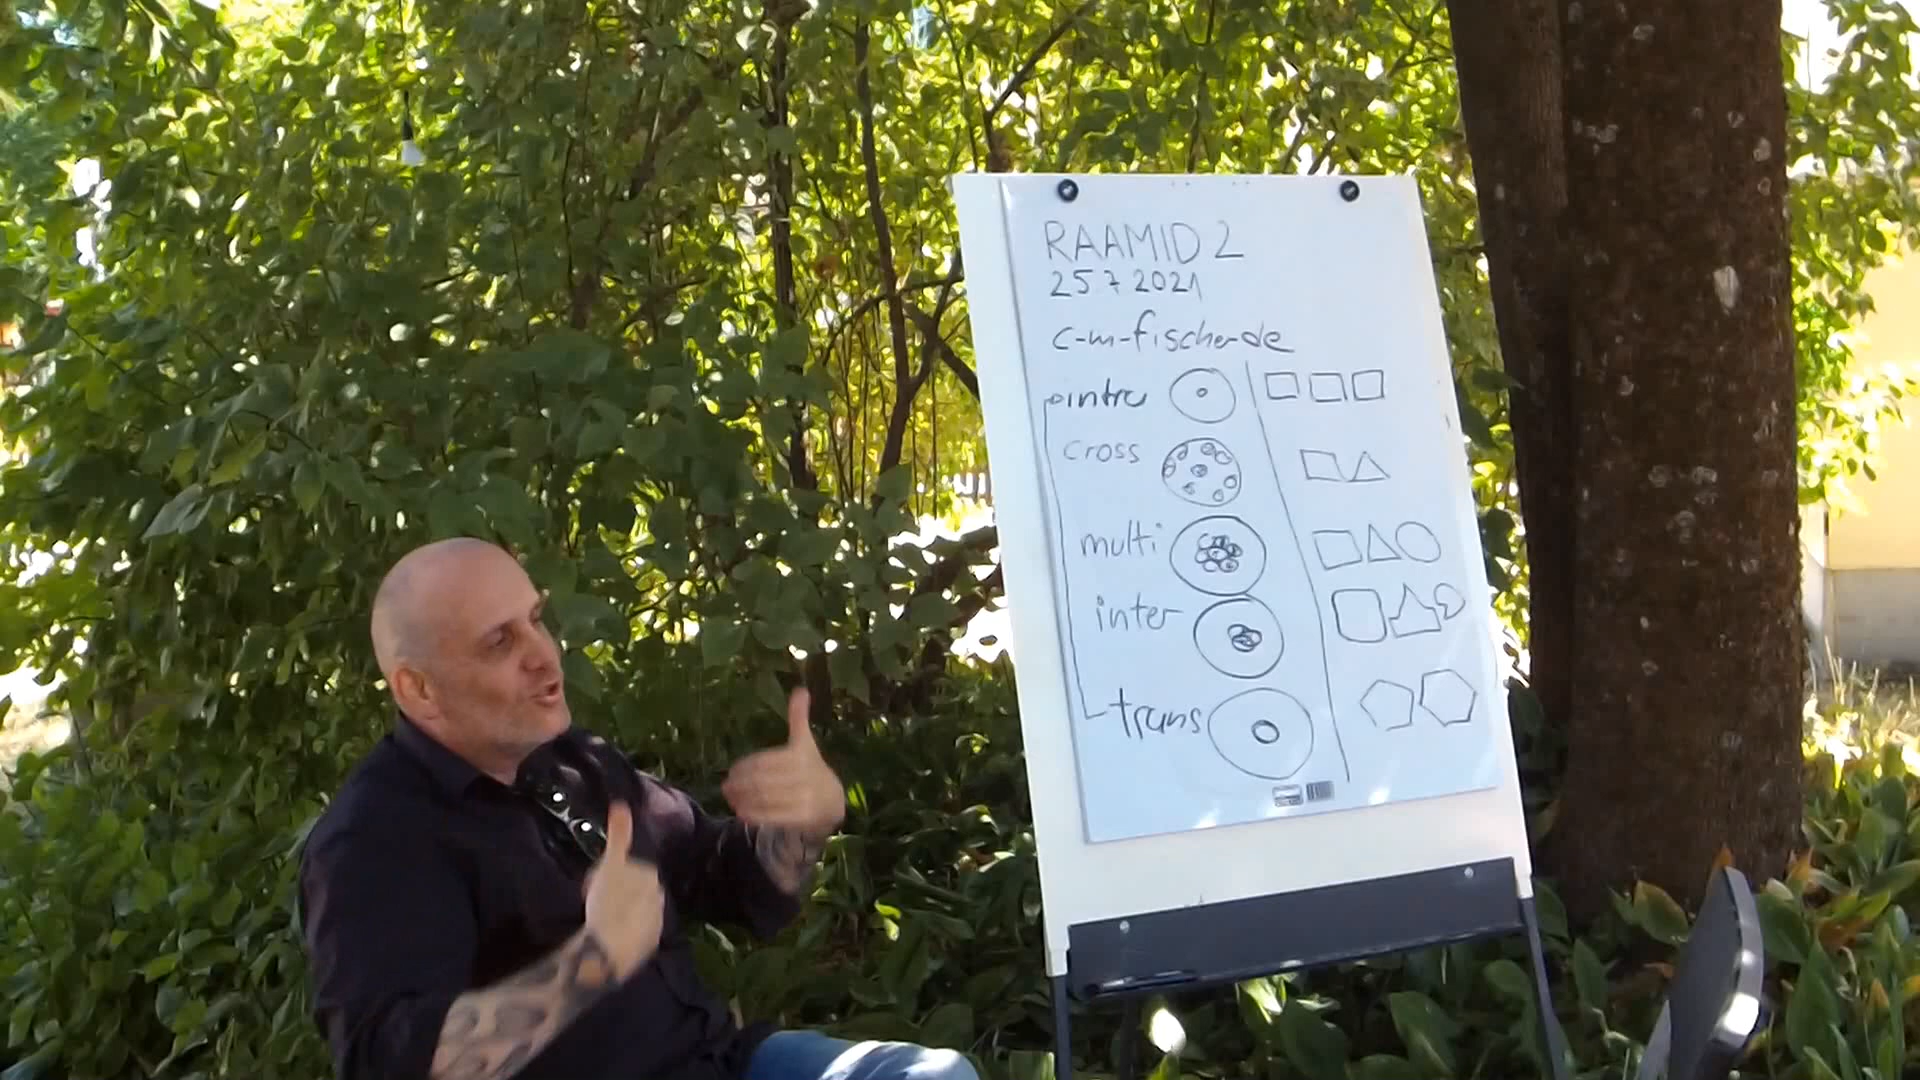 RAAMID 2
25 7 2021
c-m-fischer.de
intra
cross
multi
inter
trans